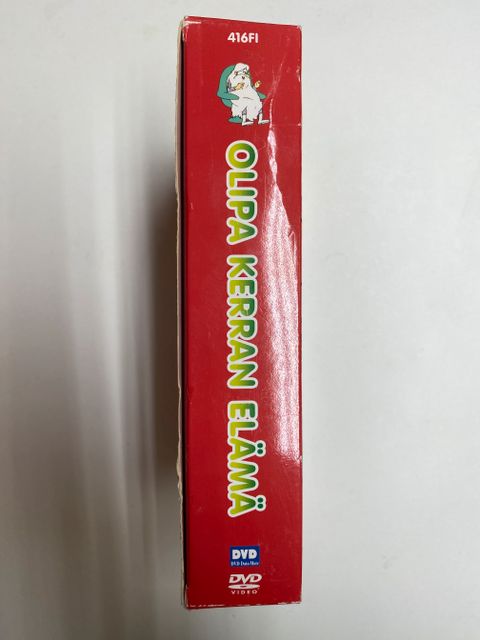 416FI
OLIPA KERRAN ELÄMÄ
DVD
DVD
VIDEO